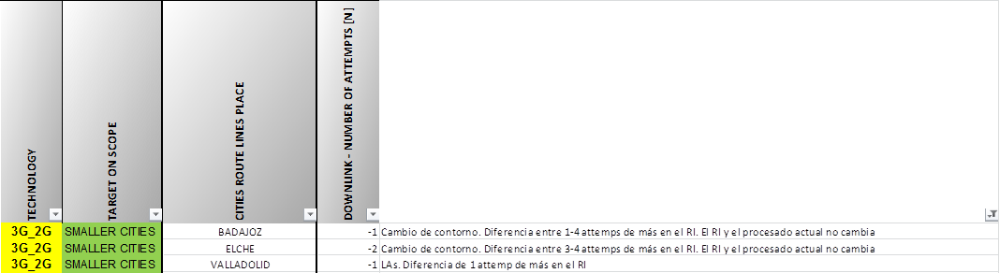 TECHNOLOGY TARGET ON SCOPE CITIES ROUTE LINES PLACE DOWNLINK - NUMBER OF ATTEMPTS [N]
3G_2G SMALLER CITIES BADAJOZ -1 Cambio de contorno. Diferencia entre 1-4 attemps de más en el RI. El RI y el procesado actual no cambia
3G_2G SMALLER CITIES ELCHE -2 Cambio de contorno. Diferencia entre 3-4 attemps de más en el RI. El RI y el procesado actual no cambia
3G_2G SMALLER CITIES VALLADOLID -1 LAs. Diferencia de 1 attemp de más en el RI